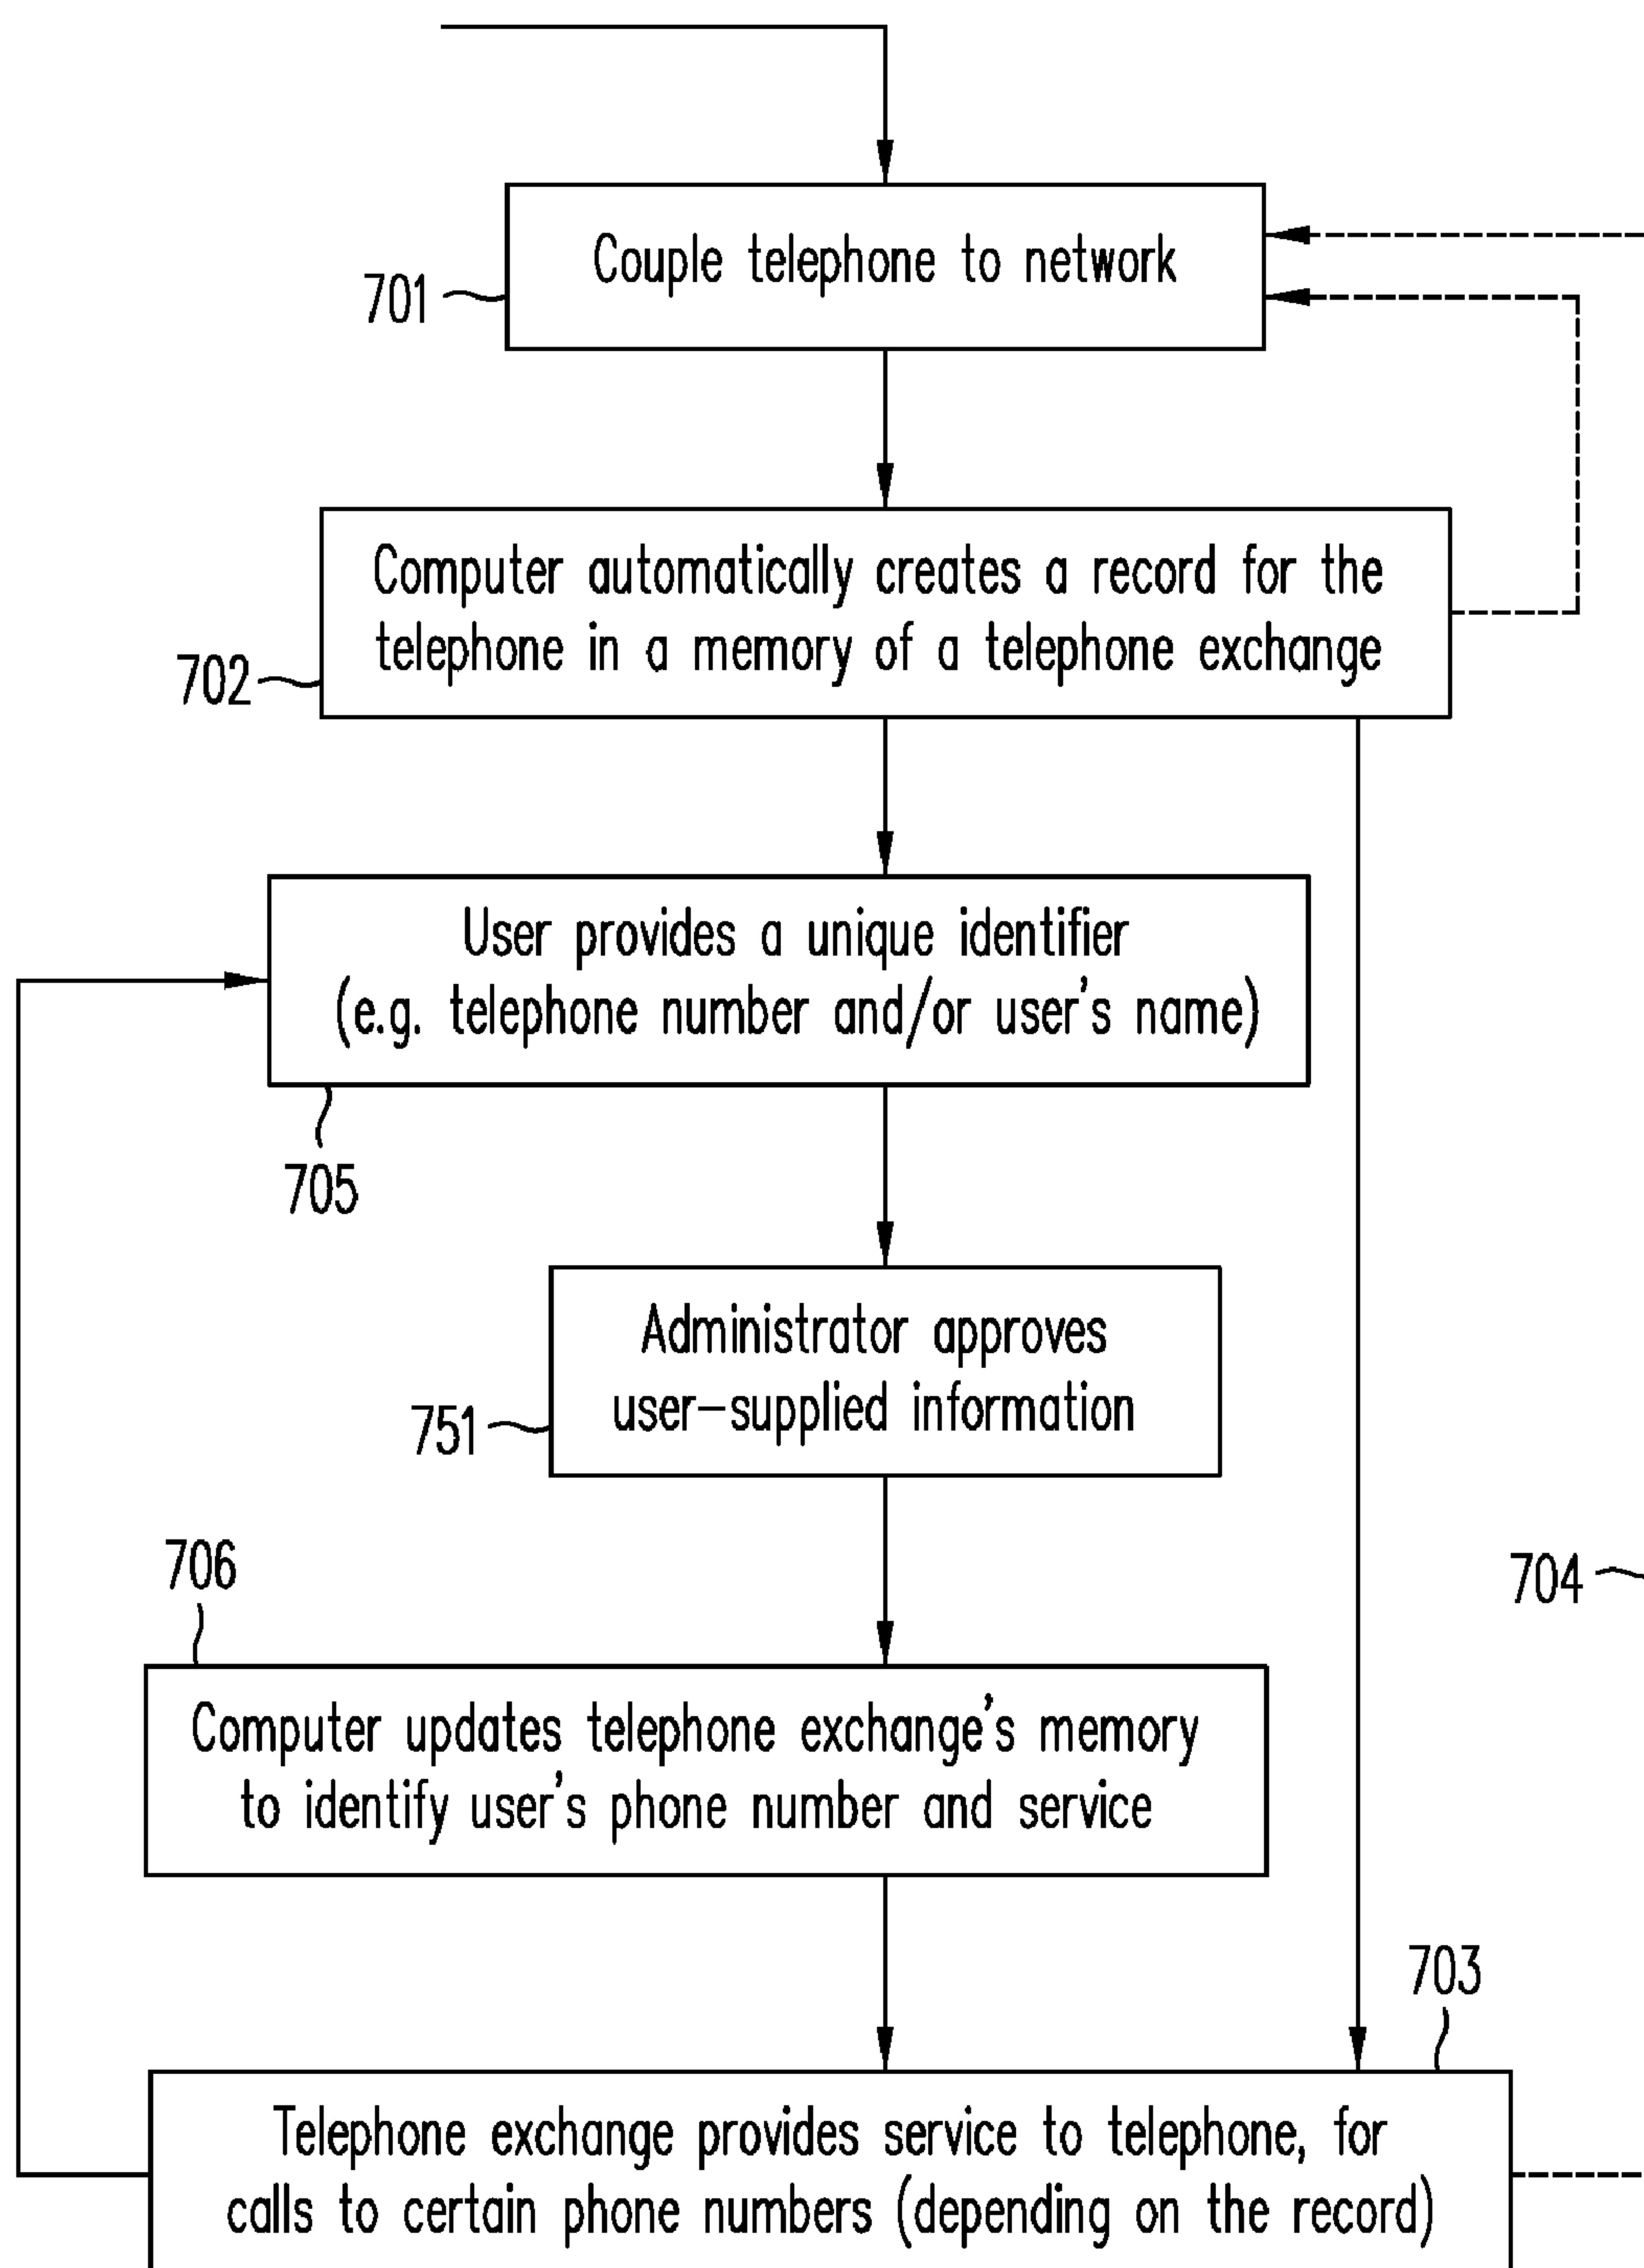 Couple telephone to network
701
Computer automatically creates a record for the
telephone in a memory of a telephone exchange
702
User provides a unique identifier
(e.g. telephone number and/or user's name)
705
Administrator approves
user-supplied information
751
706
704
Computer updates telephone exchange's memory
to identify user's phone number and service
703
Telephone exchange provides service to telephone, for
calls to certain phone numbers (depending on the record)